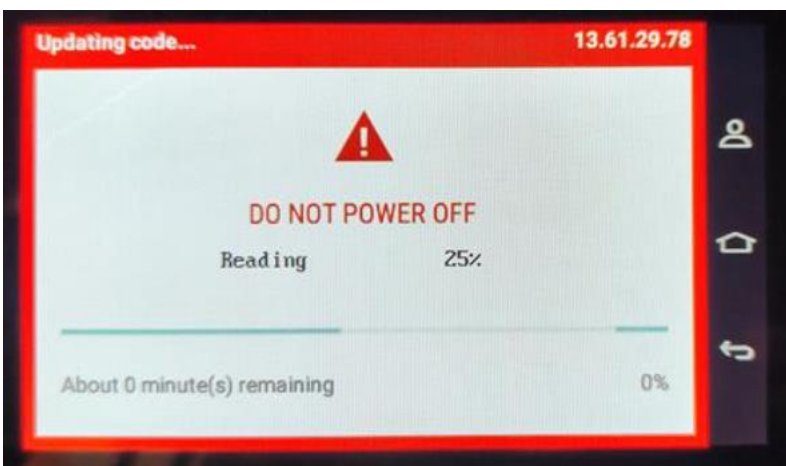 Updating code... 13.61.29.78
DO NOT POWER OFF
Reading 25%
About 0 minute(s) remaining 0%